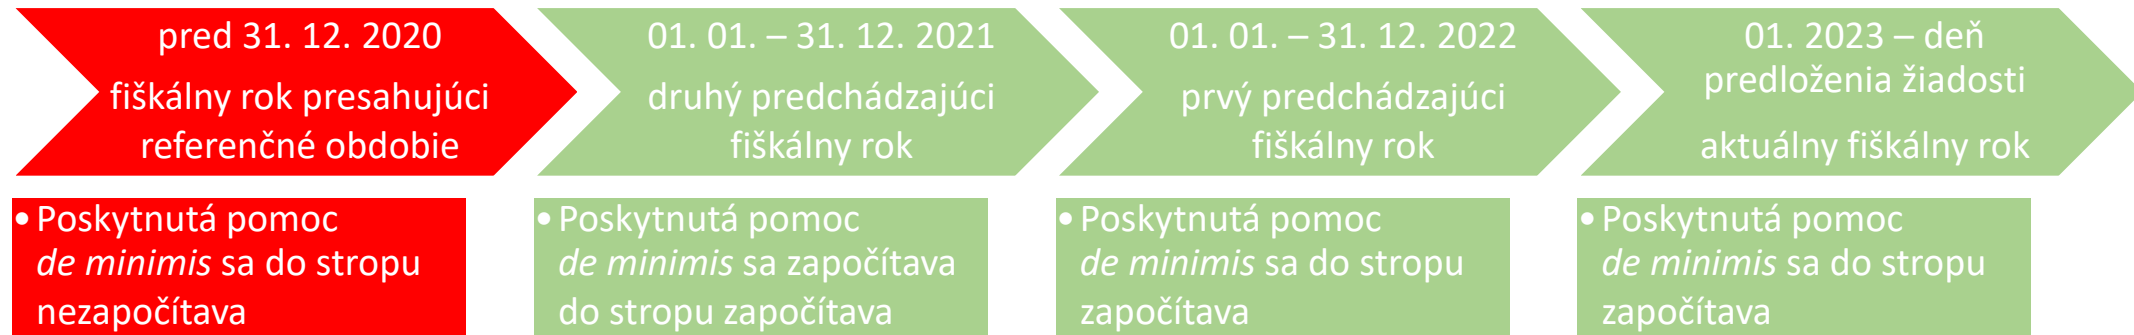 pred 31. 12. 2020
fiškálny rok presahujúci
referenčné obdobie
01. 01. – 31. 12. 2021
druhý predchádzajúci
fiškálny rok
01. 01. – 31. 12. 2022
prvý predchádzajúci
fiškálny rok
01. 2023 – deň
predloženia žiadosti
aktuálny fiškálny rok
• Poskytnutá pomoc
de minimis sa do stropu
nezapočítava
• Poskytnutá pomoc
de minimis sa započítava
do stropu započítava
• Poskytnutá pomoc
de minimis sa do stropu
započítava
• Poskytnutá pomoc
de minimis sa do stropu
započítava